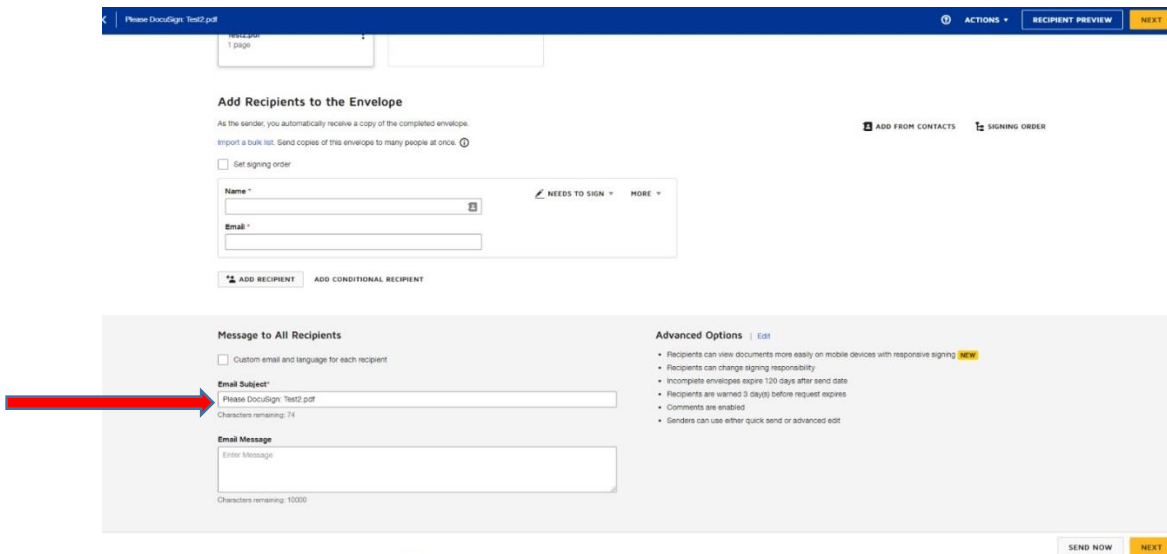 Please DocuSign: Test2.pdf
ACTIONS
RECIPIENT PREVIEW
NEXT
Test2.pdf
1 page
Add Recipients to the Envelope
As the sender, you automatically receive a copy of the completed envelope.
ADD FROM CONTACTS
SIGNING ORDER
Import a bulk list. Send copies of this envelope to many people at once.
Set signing order
Name *
NEEDS TO SIGN
MORE
Email *
ADD RECIPIENT
ADD CONDITIONAL RECIPIENT
Message to All Recipients
Custom email and language for each recipient
Email Subject*
Please DocuSign: Test2.pdf
Characters remaining: 74
Email Message
Enter Message
Characters remaining: 10000
Advanced Options | Edit
• Recipients can view documents more easily on mobile devices with responsive signing NEW
• Recipients can change signing responsibility
• Incomplete envelopes expire 120 days after send date
• Recipients are warned 3 day(s) before request expires
• Comments are enabled
• Senders can use either quick send or advanced edit
SEND NOW
NEXT